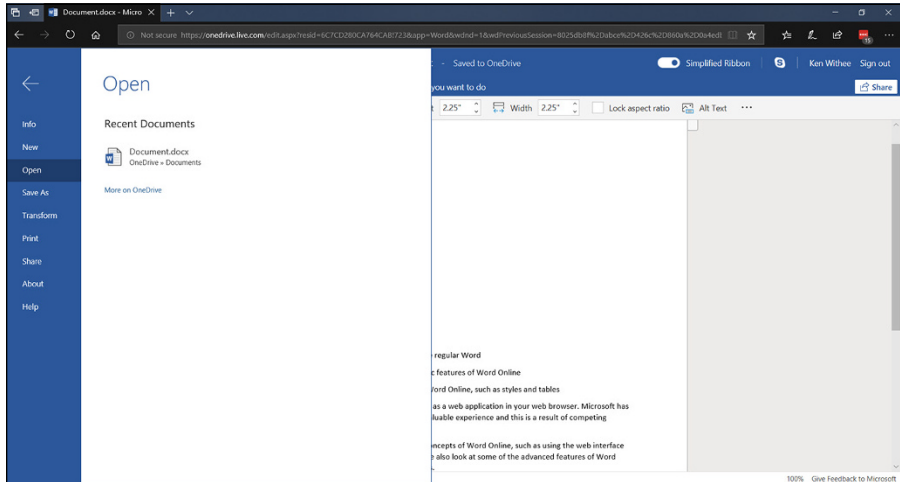 Document.docx - Micro
Not secure https://onedrive.live.com/edit.aspx?resid=6C7CD280CA764CAB!723&app=Word&wdnd=1&wdPreviousSession=8025db8f%2Dabce%2D426c%2D860a%2D0a4edl
- Saved to OneDrive
Simplified Ribbon
Ken Withee
Sign out
you want to do
Share
2.25"
Width
2.25"
Lock aspect ratio
Alt Text
Open
Info
New
Open
Save As
Transform
Print
Share
About
Help
Recent Documents
Document.docx
OneDrive » Documents
More on OneDrive
regular Word
features of Word Online
ord Online, such as styles and tables
as a web application in your web browser. Microsoft has
luable experience and this is a result of competing
ncepts of Word Online, such as using the web interface
also look at some of the advanced features of Word
100%
Give Feedback to Microsoft